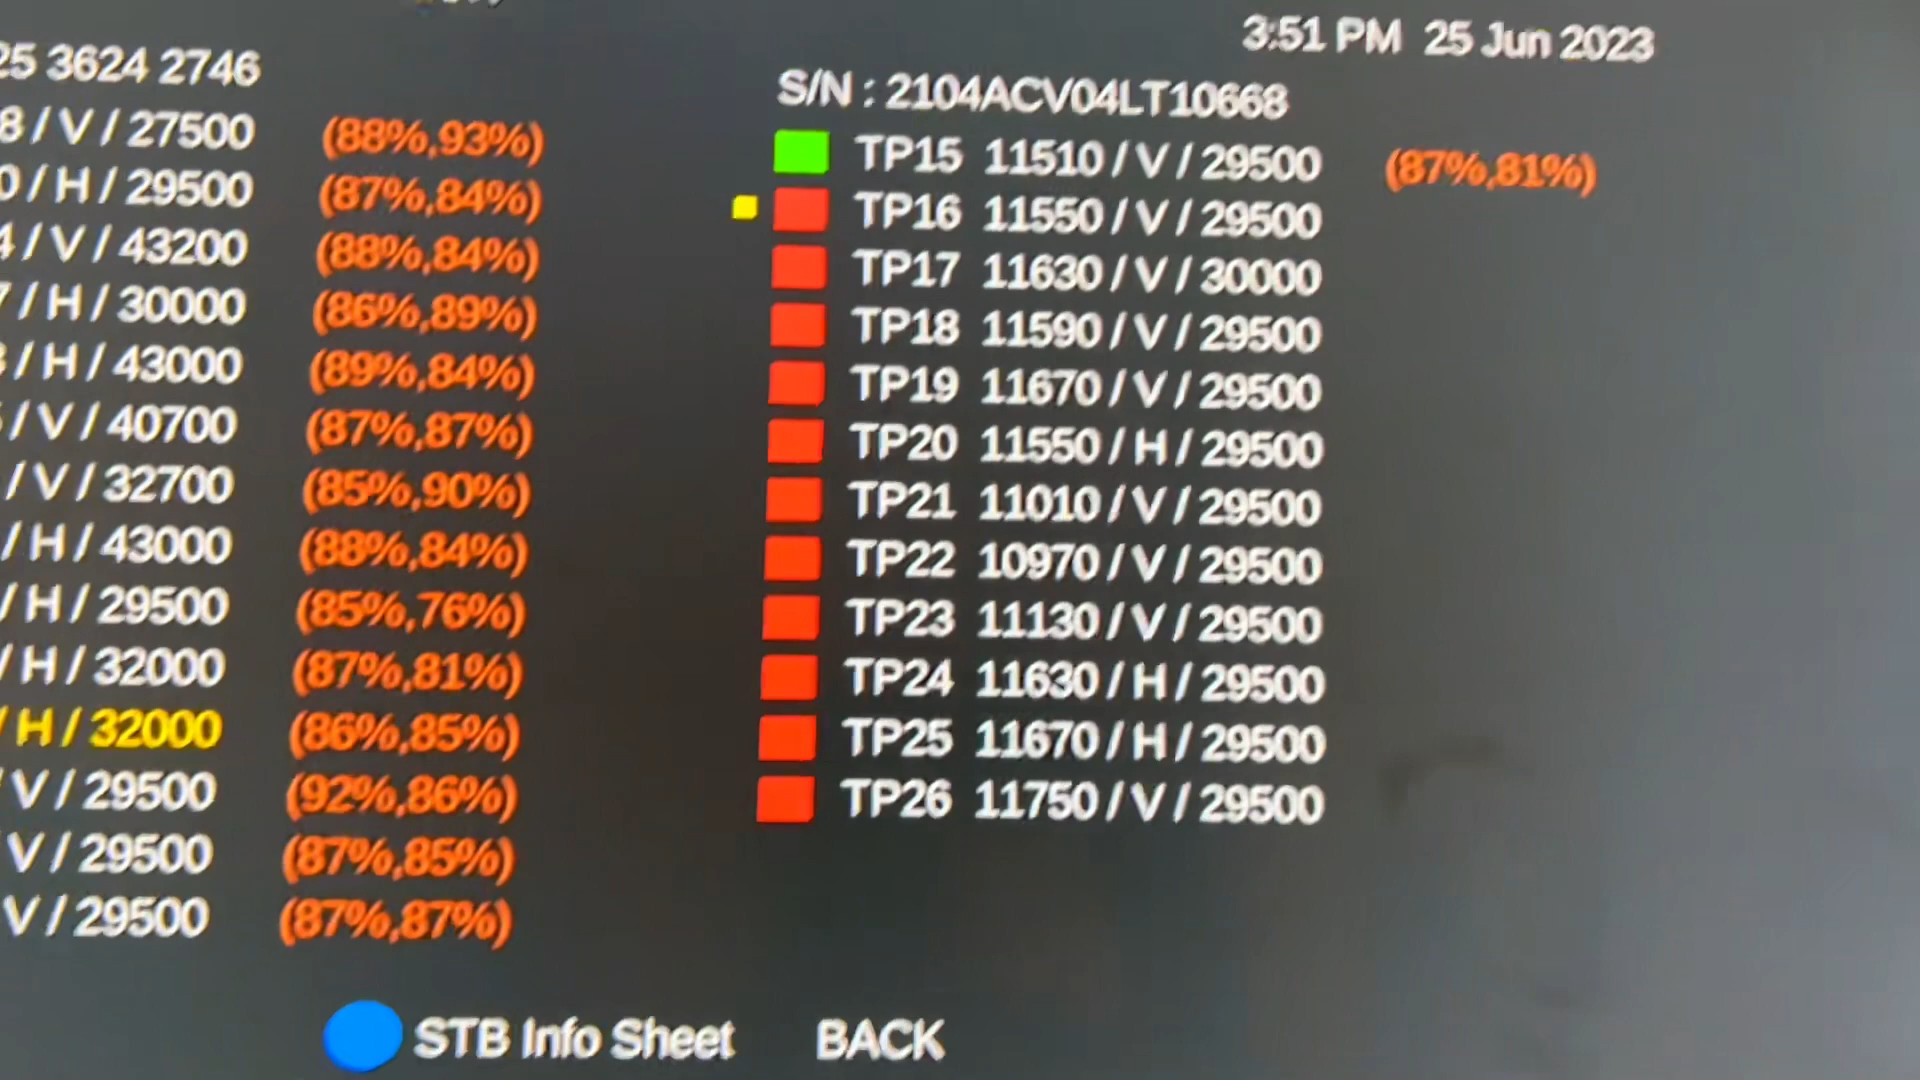 3:51 PM 25 Jun 2023
25 3624 2746
8 / V / 27500 (88%,93%)
0 / H / 29500 (87%,84%)
4 / V / 43200 (88%,84%)
7 / H / 30000 (86%,89%)
3 / H / 43000 (89%,84%)
/ V / 40700 (87%,87%)
/ V / 32700 (85%,90%)
/ H / 43000 (88%,84%)
/ H / 29500 (85%,76%)
/ H / 32000 (87%,81%)
/ H / 32000 (86%,85%)
V / 29500 (92%,86%)
V / 29500 (87%,85%)
V / 29500 (87%,87%)
S/N : 2104ACV04LT10668
TP15 11510 / V / 29500 (87%,81%)
TP16 11550 / V / 29500
TP17 11630 / V / 30000
TP18 11590 / V / 29500
TP19 11670 / V / 29500
TP20 11550 / H / 29500
TP21 11010 / V / 29500
TP22 10970 / V / 29500
TP23 11130 / V / 29500
TP24 11630 / H / 29500
TP25 11670 / H / 29500
TP26 11750 / V / 29500
STB Info Sheet BACK